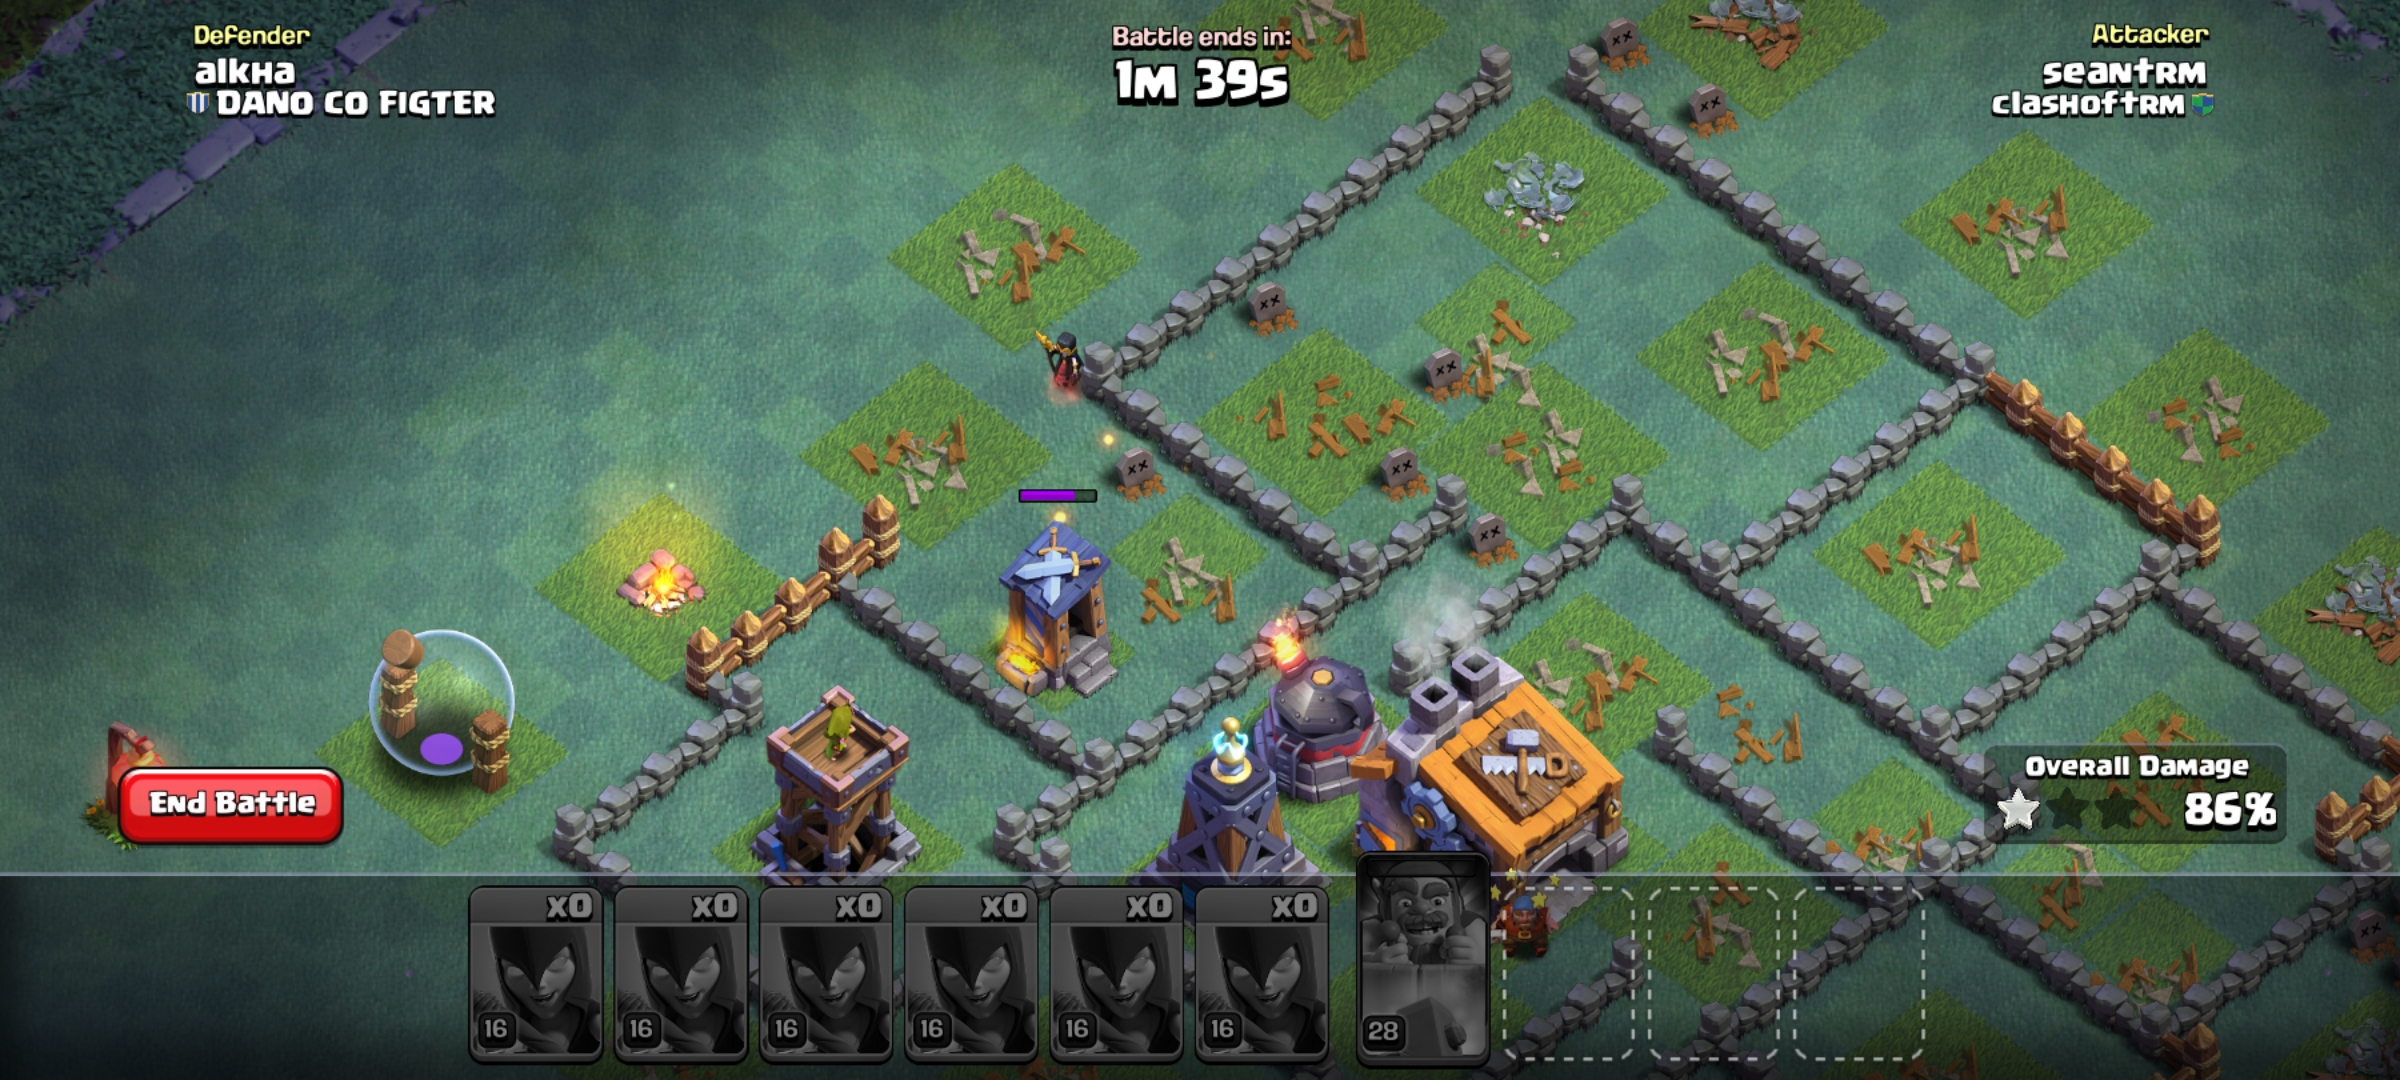 Defender
alkHa
DANO CO FIGTER
Battle ends in:
1M 39s
Attacker
seantRM
clashoftRM
End Battle
Overall Damage
86%
x0
x0
x0
x0
x0
x0
16
16
16
16
16
16
28